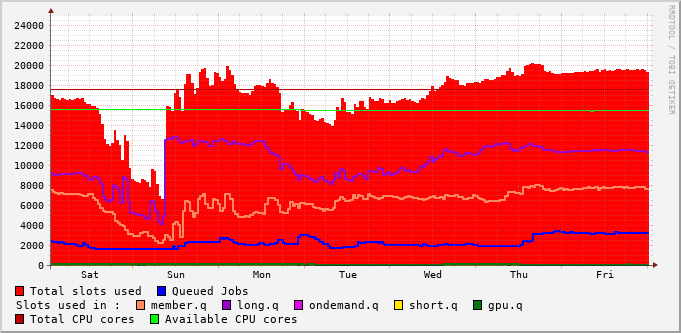 24000
22000
20000
18000
16000
14000
12000
10000
8000
6000
4000
2000
0
Sat Sun Mon Tue Wed Thu Fri
RRDTOOL / TOBI OETIKER
Total slots used Queued Jobs
Slots used in : member.q long.q ondemand.q short.q gpu.q
Total CPU cores Available CPU cores